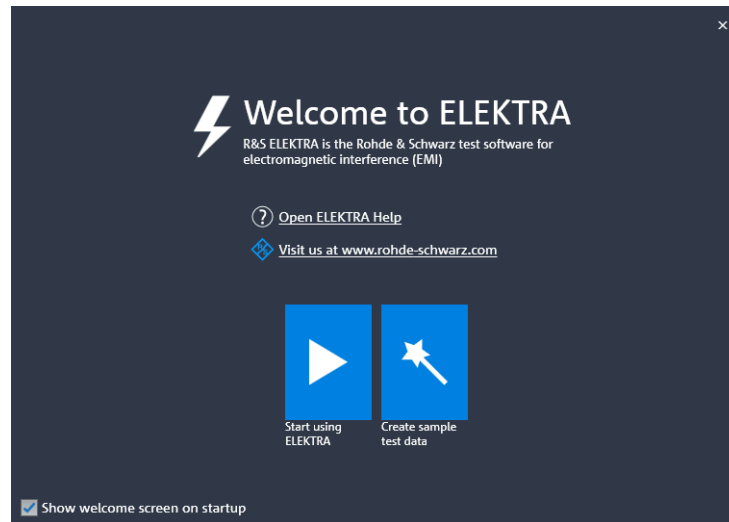 Welcome to ELEKTRA
R&S ELEKTRA is the Rohde & Schwarz test software for
electromagnetic interference (EMI)
Open ELEKTRA Help
Visit us at www.rohde-schwarz.com
Start using
ELEKTRA
Create sample
test data
Show welcome screen on startup